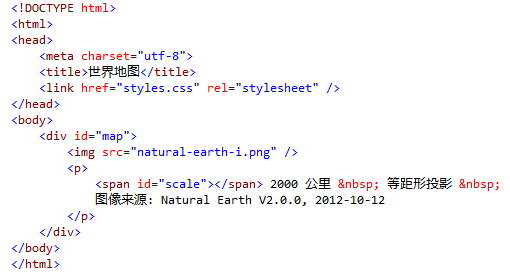 <!DOCTYPE html>
<html>
<head>
    <meta charset="utf-8">
    <title>世界地图</title>
    <link href="styles.css" rel="stylesheet" />
</head>
<body>
    <div id="map">
        <img src="natural-earth-i.png" />
        <p>
            <span id="scale"></span> 2000 公里 &nbsp; 等距形投影 &nbsp;
            图像来源: Natural Earth V2.0.0, 2012-10-12
        </p>
    </div>
</body>
</html>